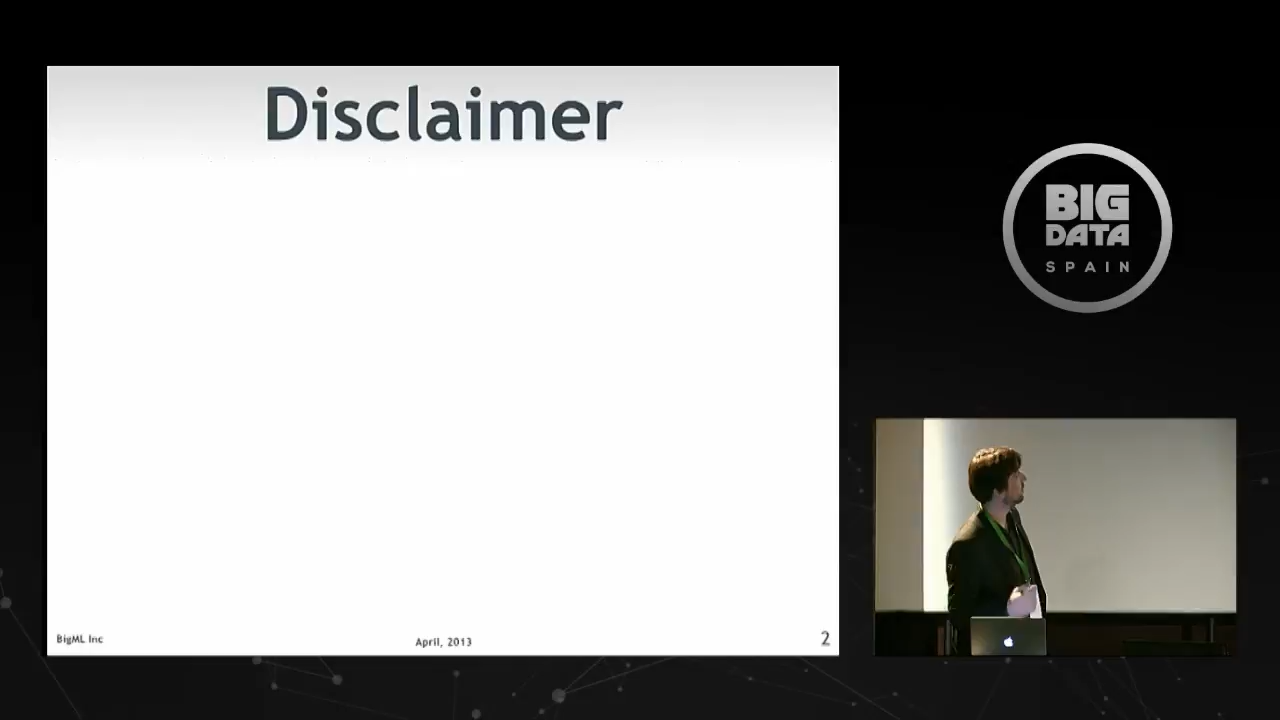 Disclaimer
BigML Inc
April, 2013
2
BIG
DATA
SPAIN